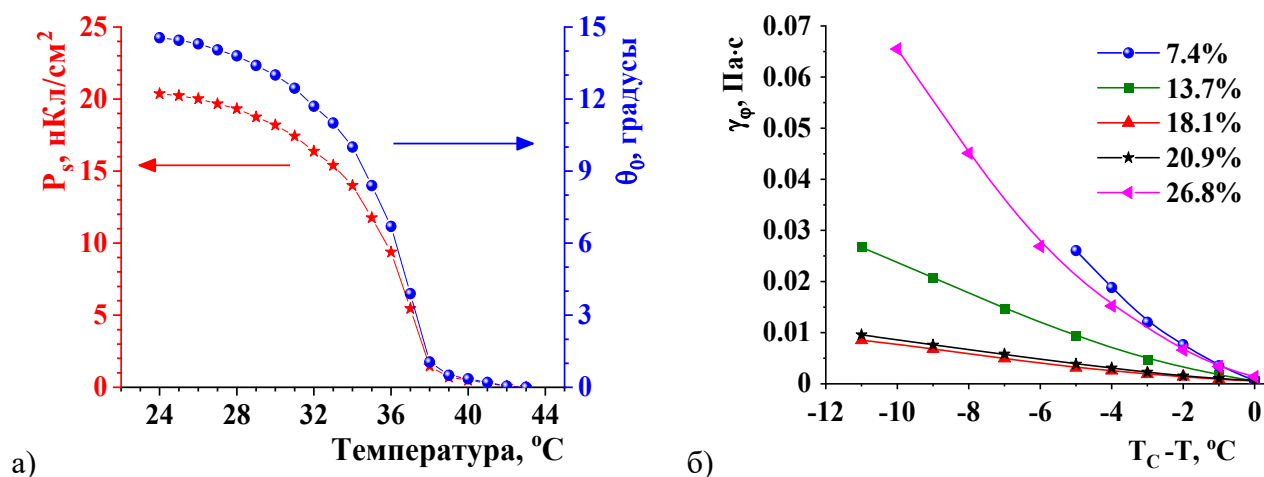 25
20
15
10
5
0
P_s, нКл/см²
15
12
9
6
3
0
θ₀, градусы
24 28 32 36 40 44
Температура, °C
а)
0.07
0.06
0.05
0.04
0.03
0.02
0.01
0
γ_φ, Па·с
7.4%
13.7%
18.1%
20.9%
26.8%
-12 -10 -8 -6 -4 -2 0
T_C -T, °C
б)